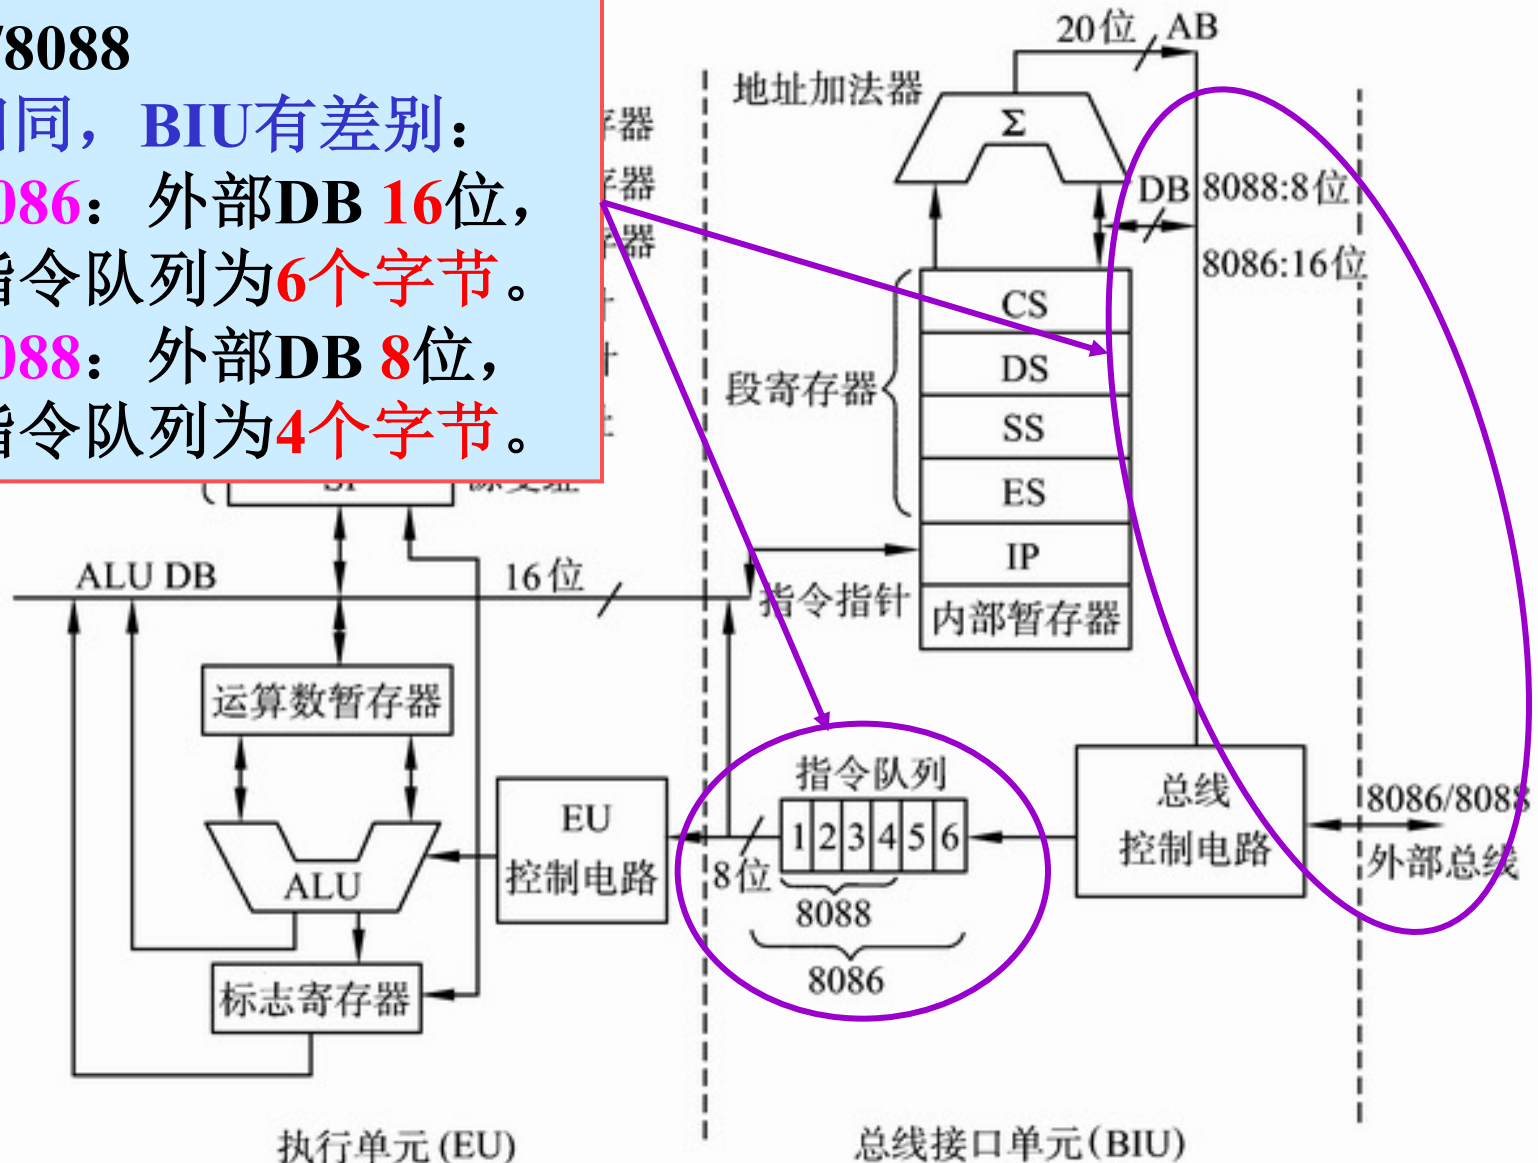 /8088
同，BIU有差别：
086：外部DB 16位，
指令队列为6个字节。
088：外部DB 8位，
指令队列为4个字节。
存器
存器
存器
20位 AB
地址加法器
Σ
DB 8088:8位
8086:16位
CS
DS
段寄存器
SS
ES
IP
指令指针
内部暂存器
ALU DB
16位
运算数暂存器
ALU
标志寄存器
EU
控制电路
8位
指令队列
1 2 3 4 5 6
8088
8086
总线
控制电路
8086/8088
外部总线
执行单元(EU)
总线接口单元(BIU)